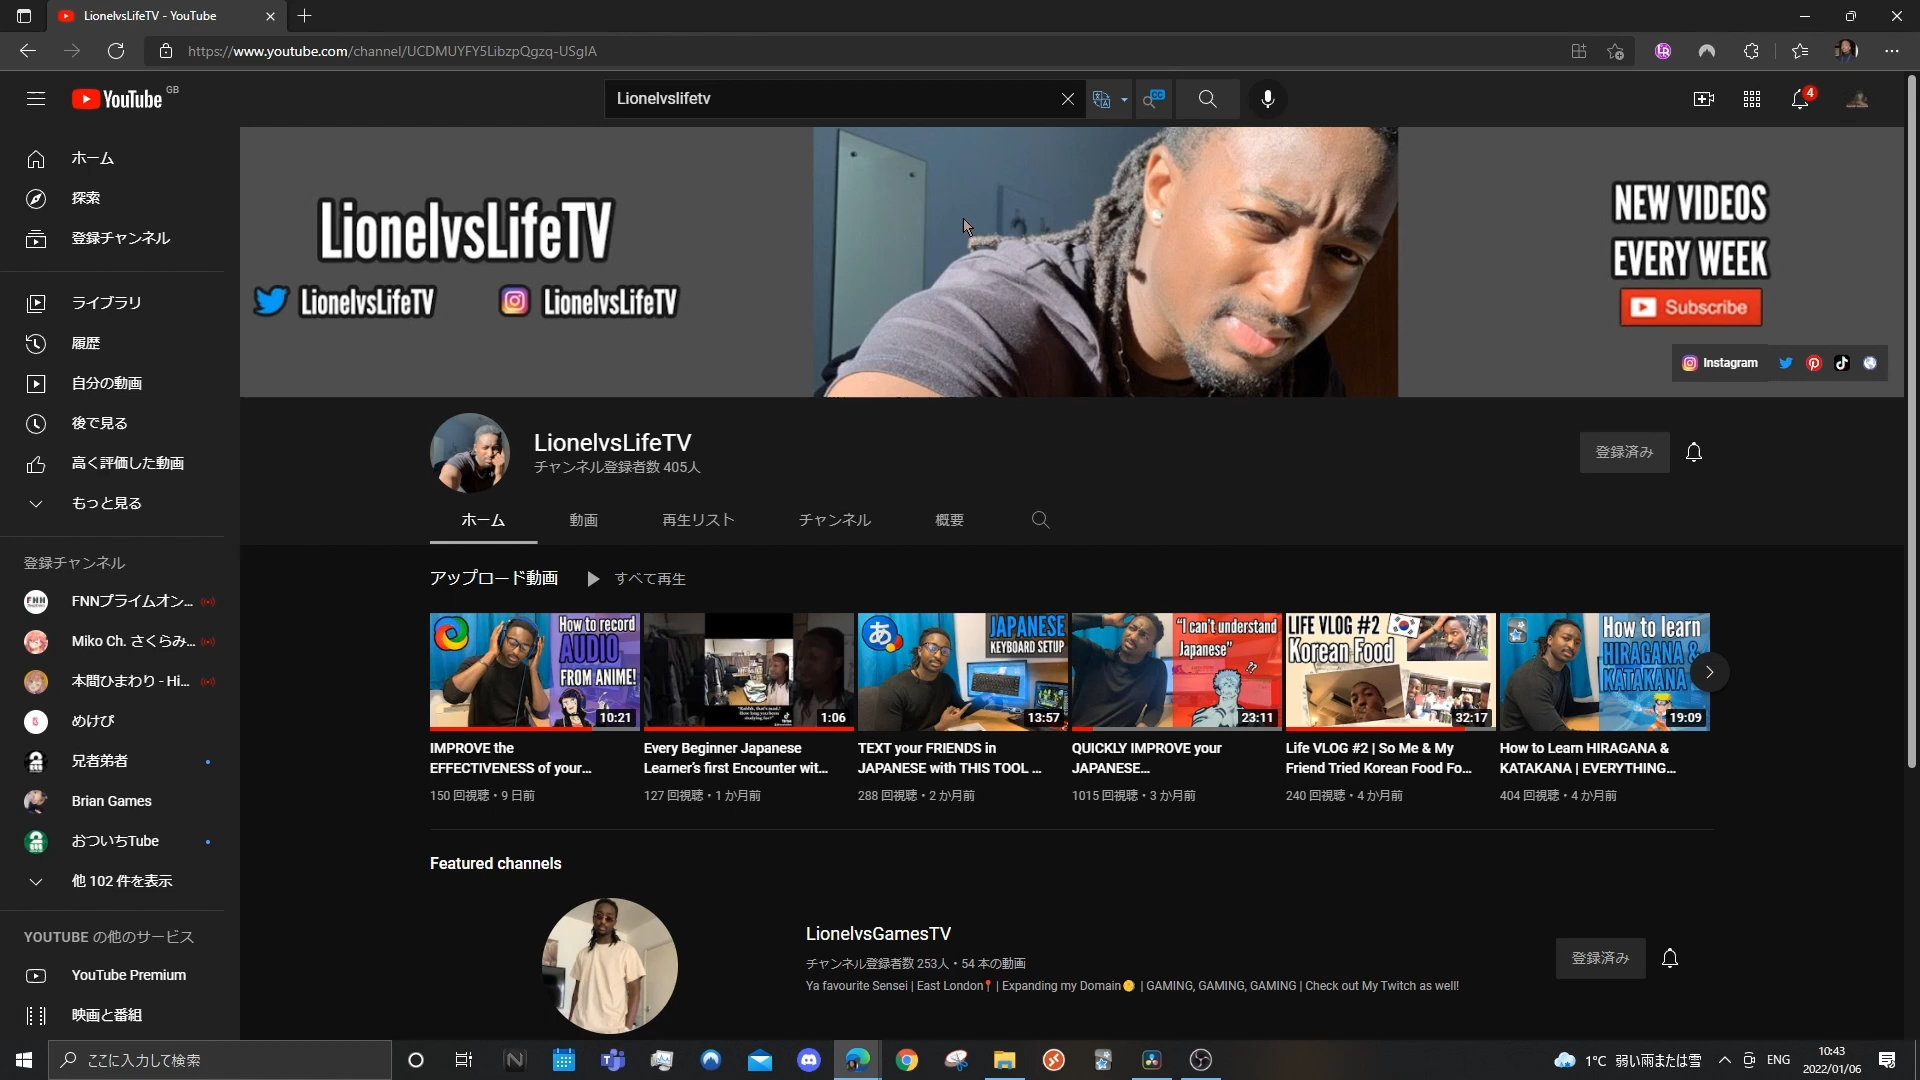 LionelvsLifeTV - YouTube
https://www.youtube.com/channel/UCDMUYFY5LibzpQgzq-USgIA
YouTube GB
Lionelvslifetv
4
ホーム
探索
登録チャンネル
ライブラリ
履歴
自分の動画
後で見る
高く評価した動画
もっと見る
登録チャンネル
FNNプライムオン...
Miko Ch. さくらみ...
本間ひまわり - Hi...
めけぴ
兄者弟者
Brian Games
おついちTube
他 102 件を表示
YOUTUBE の他のサービス
YouTube Premium
映画と番組
LionelvsLifeTV
LionelvsLifeTV
LionelvsLifeTV
NEW VIDEOS
EVERY WEEK
Subscribe
Instagram
LionelvsLifeTV
チャンネル登録者数 405人
登録済み
ホーム
動画
再生リスト
チャンネル
概要
アップロード動画
すべて再生
How to record
AUDIO
FROM ANIME!
10:21
IMPROVE the
EFFECTIVENESS of your...
150 回視聴・9 日前
1:06
Every Beginner Japanese
Learner's first Encounter wit...
127 回視聴・1 か月前
あ
JAPANESE
KEYBOARD SETUP
13:57
TEXT your FRIENDS in
JAPANESE with THIS TOOL ...
288 回視聴・2 か月前
"I can't understand
Japanese"
23:11
QUICKLY IMPROVE your
JAPANESE...
1015 回視聴・3 か月前
LIFE VLOG #2
Korean Food
32:17
Life VLOG #2 | So Me & My
Friend Tried Korean Food Fo...
240 回視聴・4 か月前
How to learn
HIRAGANA &
KATAKANA
19:09
How to Learn HIRAGANA &
KATAKANA | EVERYTHING...
404 回視聴・4 か月前
Featured channels
LionelvsGamesTV
チャンネル登録者数 253人・54 本の動画
Ya favourite Sensei | East London📍 | Expanding my Domain🌕 | GAMING, GAMING, GAMING | Check out My Twitch as well!
登録済み
ここに入力して検索
1°C 弱い雨または雪
ENG
10:43
2022/01/06